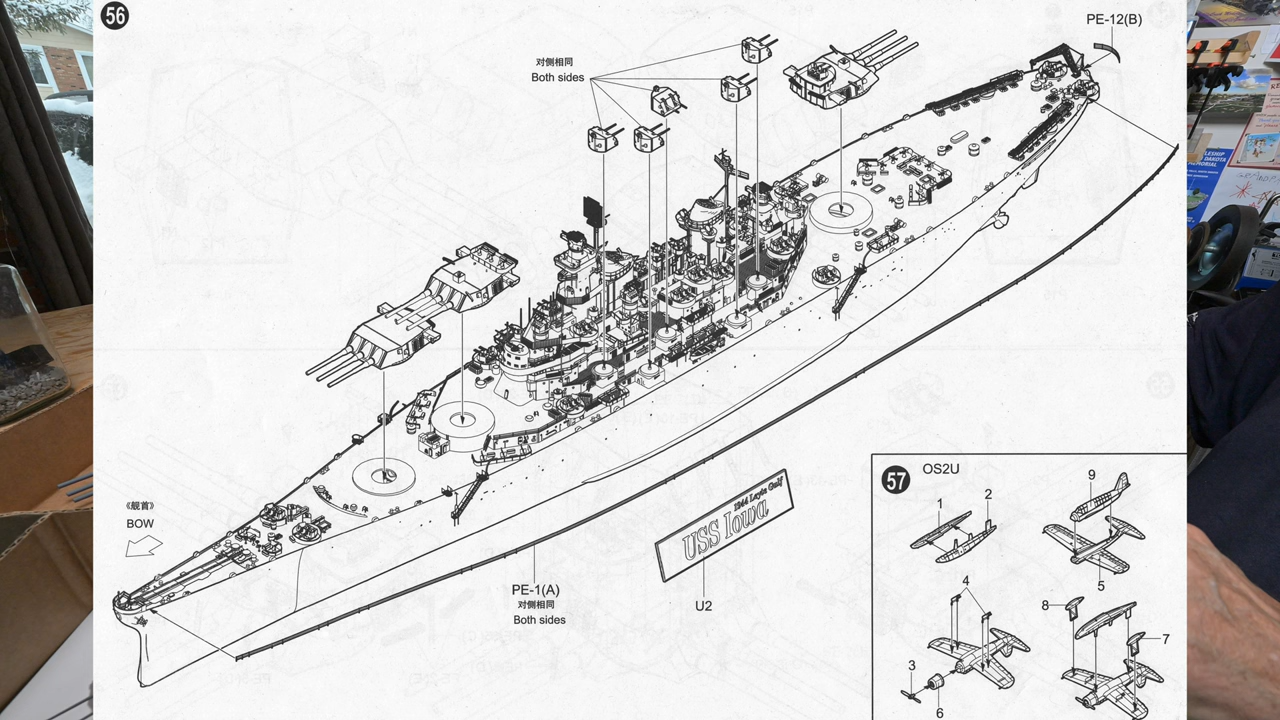 56
PE-12(B)
对侧相同
Both sides
《舰首》
BOW
PE-1(A)
对侧相同
Both sides
1944 Leyte Gulf
USS Iowa
U2
57
OS2U
1
2
9
5
4
8
7
3
6